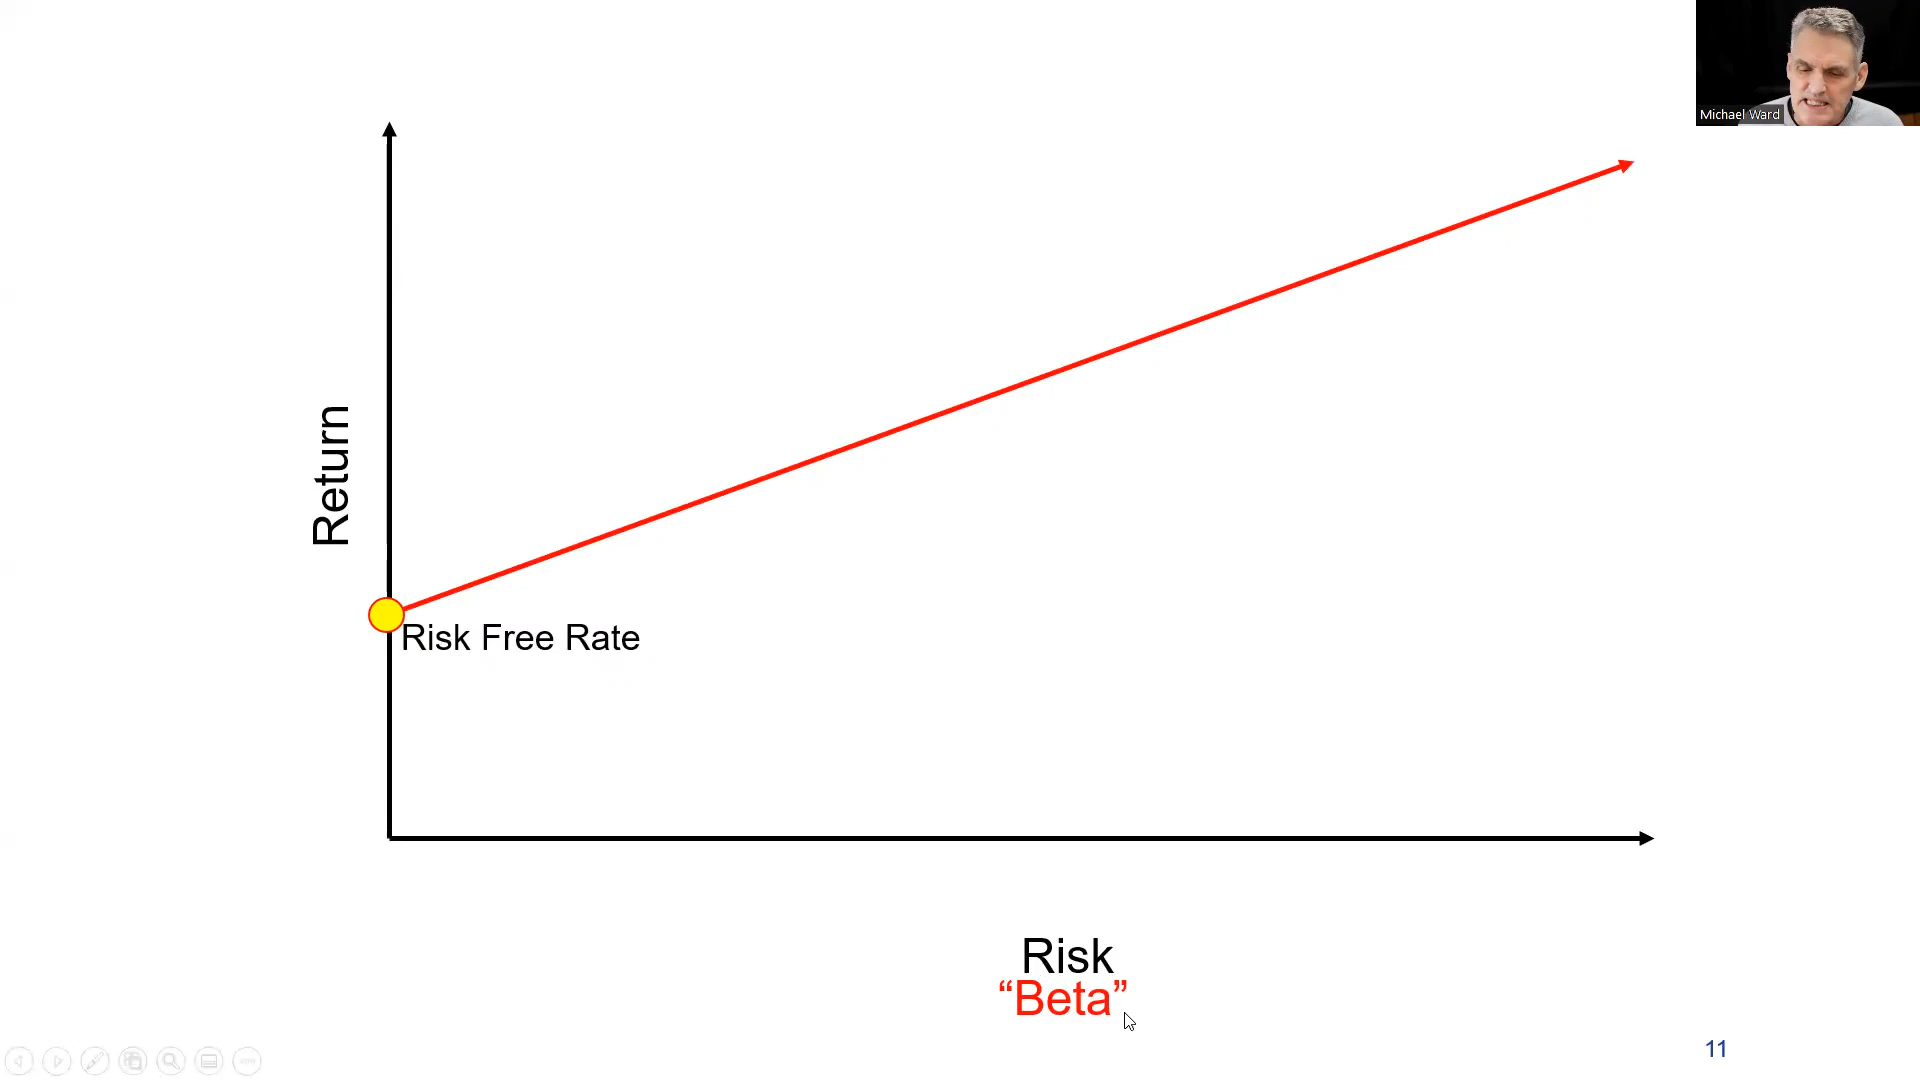 Michael Ward
Return
Risk Free Rate
Risk
“Beta”
11